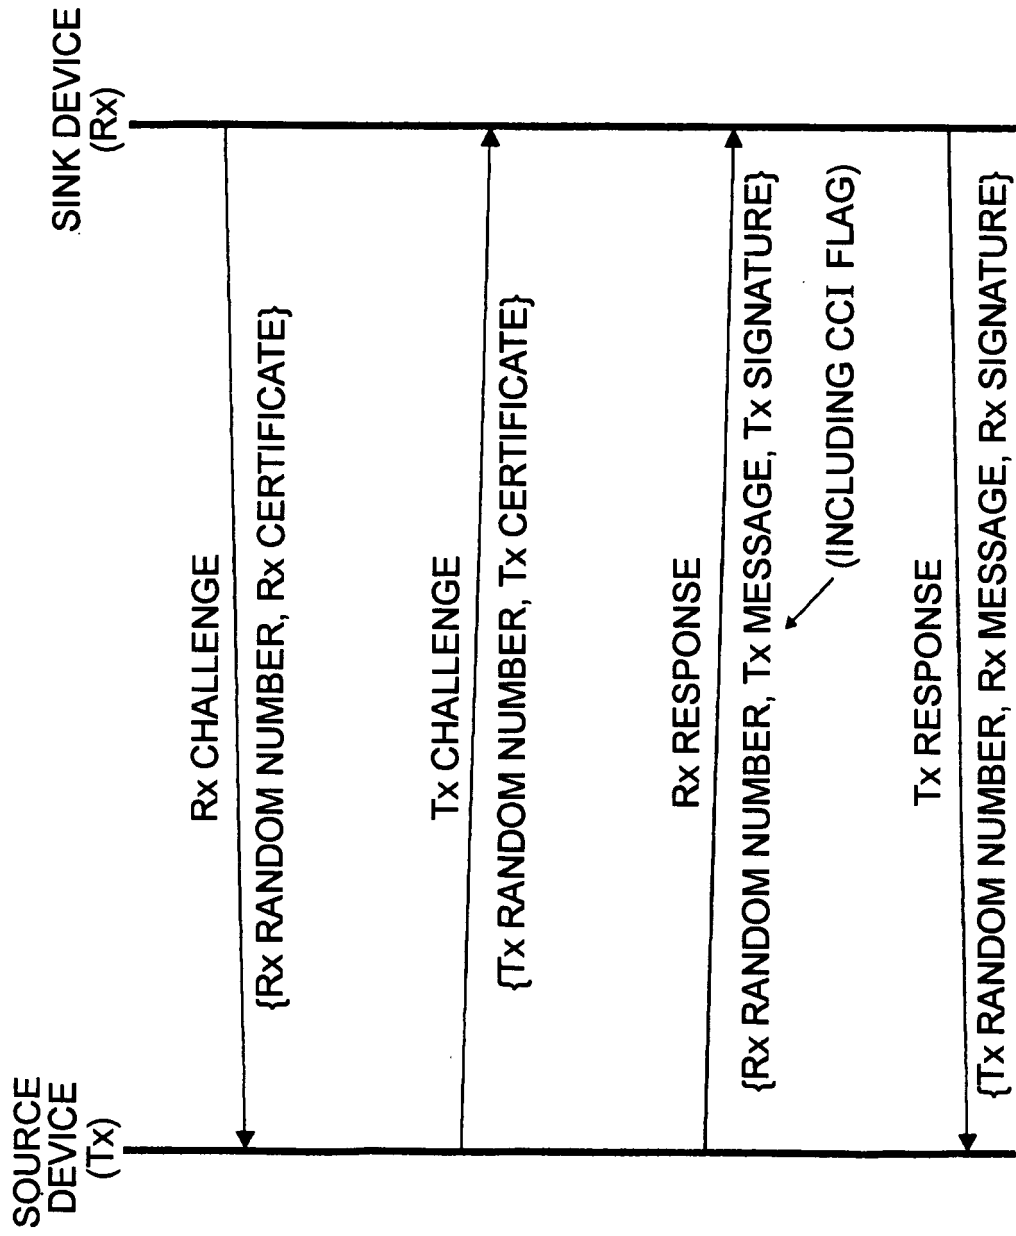 SOURCE
DEVICE
(Tx)
SINK DEVICE
(Rx)
Rx CHALLENGE
{Rx RANDOM NUMBER, Rx CERTIFICATE}
Tx CHALLENGE
{Tx RANDOM NUMBER, Tx CERTIFICATE}
Rx RESPONSE
{Rx RANDOM NUMBER, Tx MESSAGE, Tx SIGNATURE}
(INCLUDING CCI FLAG)
Tx RESPONSE
{Tx RANDOM NUMBER, Rx MESSAGE, Rx SIGNATURE}